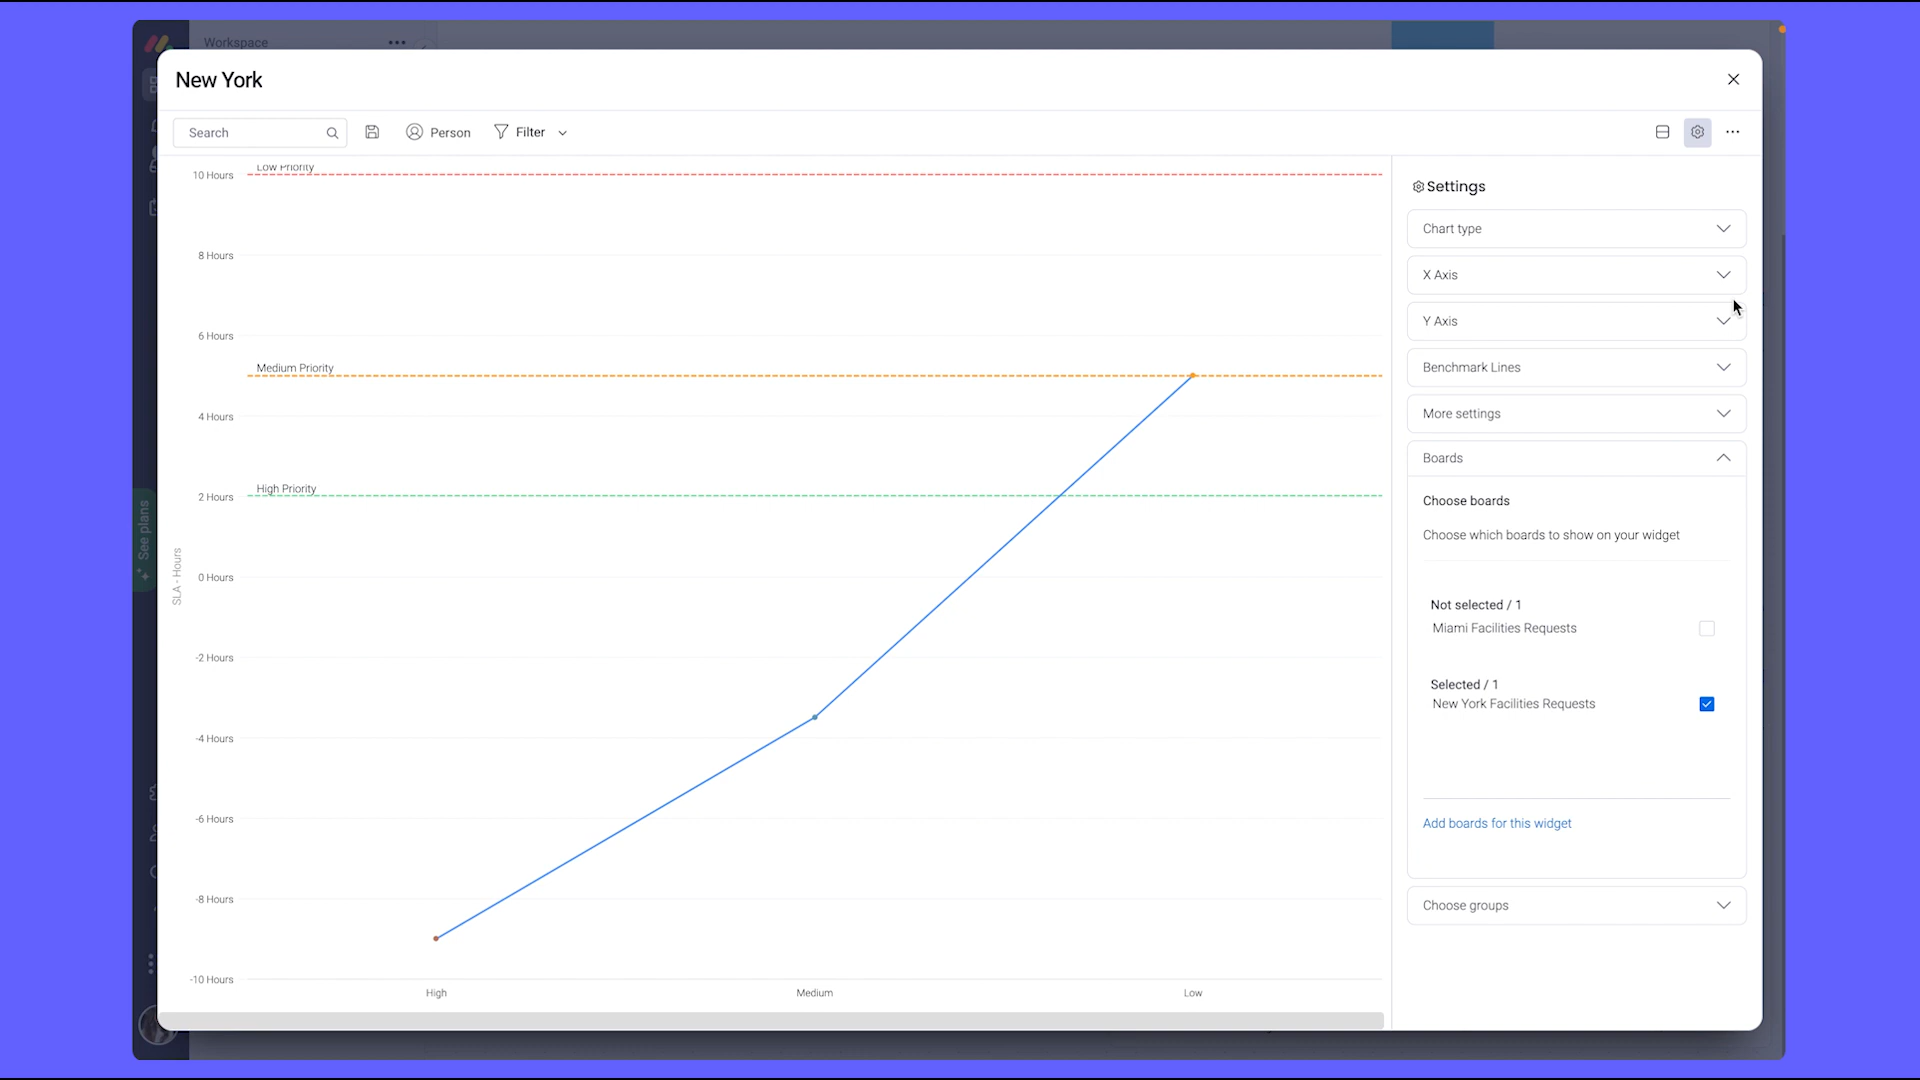 Workspace
New York
Search
Person
Filter
Low Priority
10 Hours
8 Hours
6 Hours
Medium Priority
4 Hours
High Priority
2 Hours
0 Hours
-2 Hours
-4 Hours
-6 Hours
-8 Hours
-10 Hours
SLA - Hours
High
Medium
Low
See plans
Settings
Chart type
X Axis
Y Axis
Benchmark Lines
More settings
Boards
Choose boards
Choose which boards to show on your widget
Not selected / 1
Miami Facilities Requests
Selected / 1
New York Facilities Requests
Add boards for this widget
Choose groups